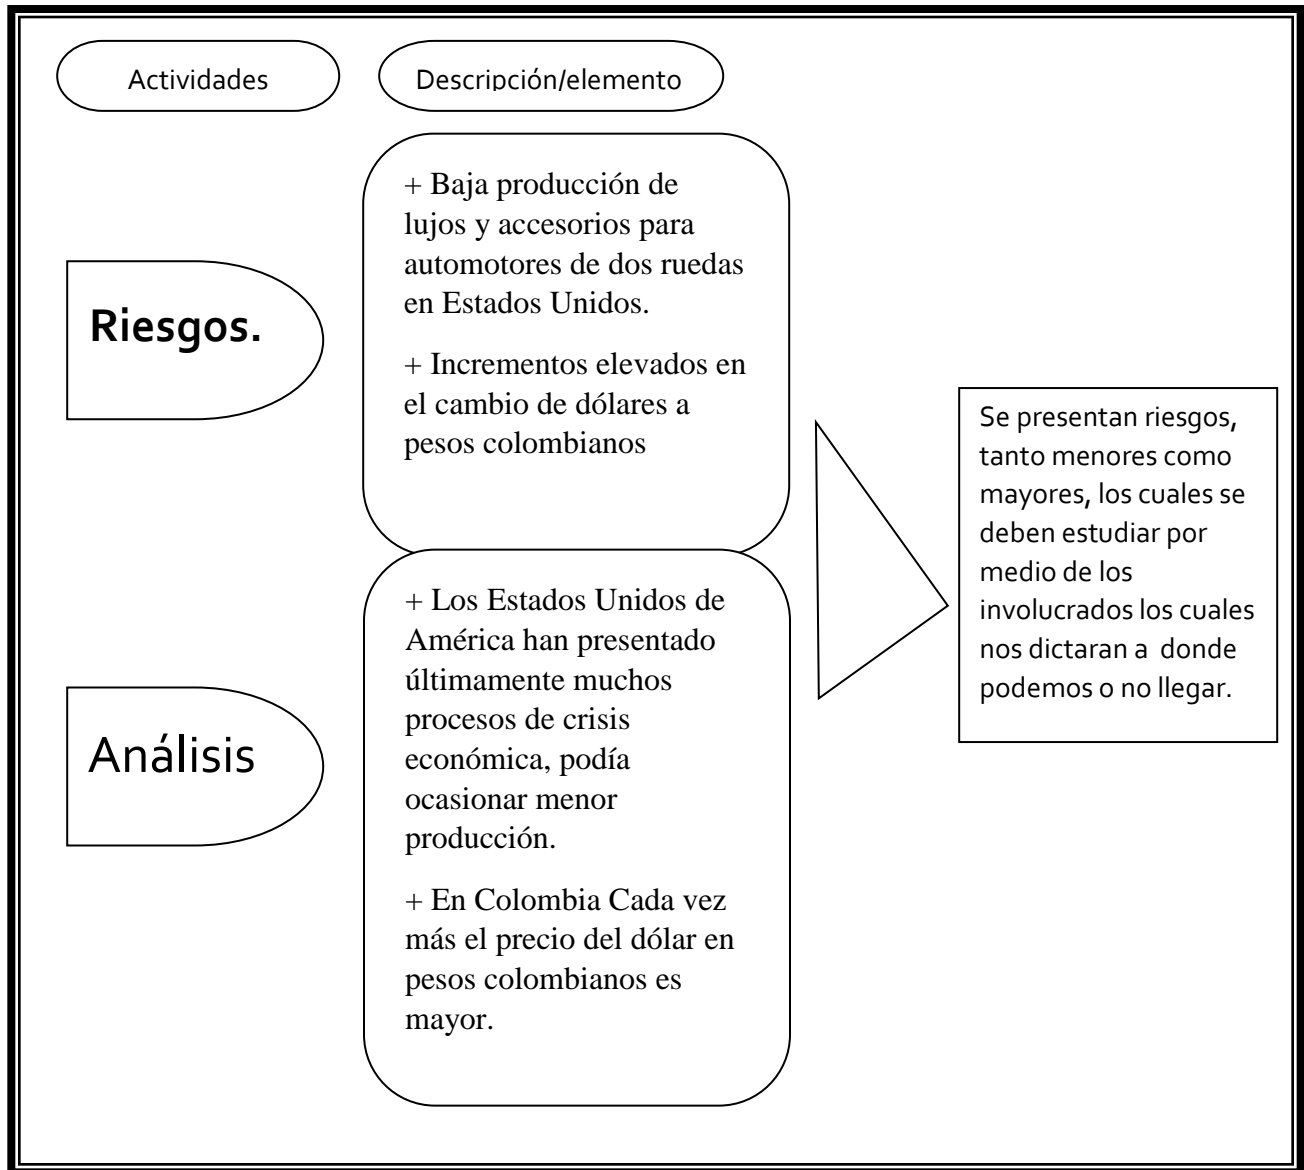 Actividades
Descripción/elemento
Riesgos.
+ Baja producción de
lujos y accesorios para
automotores de dos ruedas
en Estados Unidos.
+ Incrementos elevados en
el cambio de dólares a
pesos colombianos
Análisis
+ Los Estados Unidos de
América han presentado
últimamente muchos
procesos de crisis
económica, podía
ocasionar menor
producción.
+ En Colombia Cada vez
más el precio del dólar en
pesos colombianos es
mayor.
Se presentan riesgos,
tanto menores como
mayores, los cuales se
deben estudiar por
medio de los
involucrados los cuales
nos dictaran a  donde
podemos o no llegar.